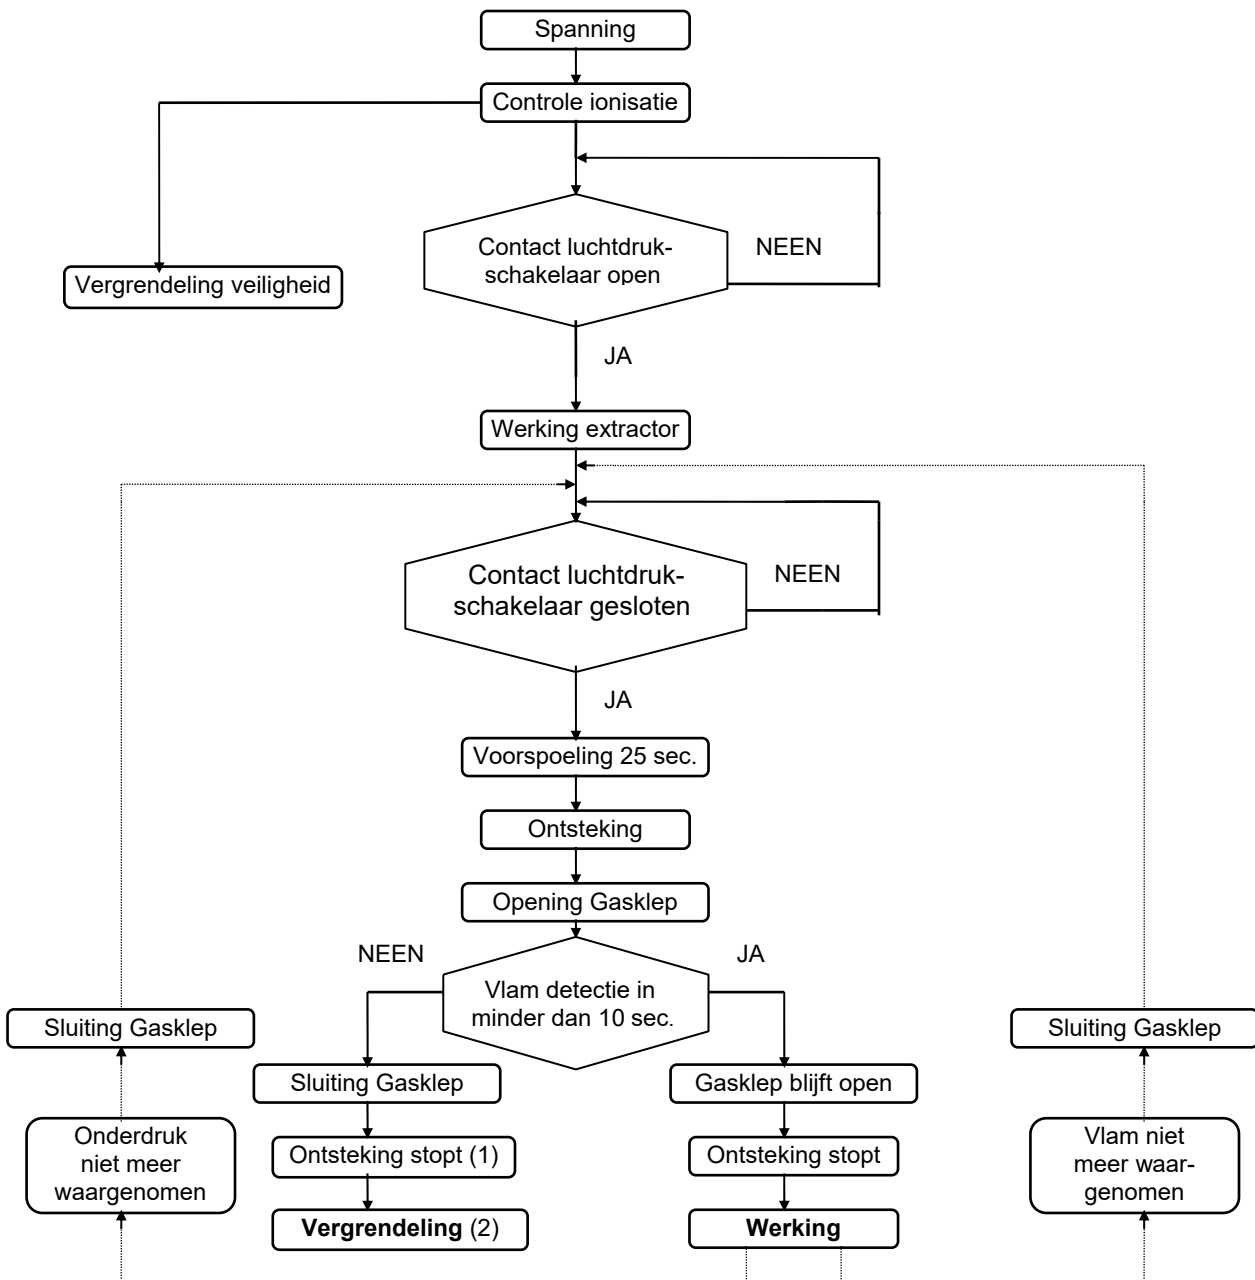 Spanning
Controle ionisatie
Contact luchtdruk-
schakelaar open
NEEN
Vergrendeling veiligheid
JA
Werking extractor
Contact luchtdruk-
schakelaar gesloten
NEEN
JA
Voorspoeling 25 sec.
Ontsteking
Opening Gasklep
NEEN
JA
Vlam detectie in
minder dan 10 sec.
Sluiting Gasklep
Sluiting Gasklep
Sluiting Gasklep
Gasklep blijft open
Onderdruk
niet meer
waargenomen
Ontsteking stopt (1)
Ontsteking stopt
Vlam niet
meer waar-
genomen
Vergrendeling (2)
Werking